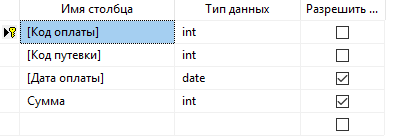 Имя столбца Тип данных Разрешить ...
[Код оплаты] int
[Код путевки] int
[Дата оплаты] date
Сумма int